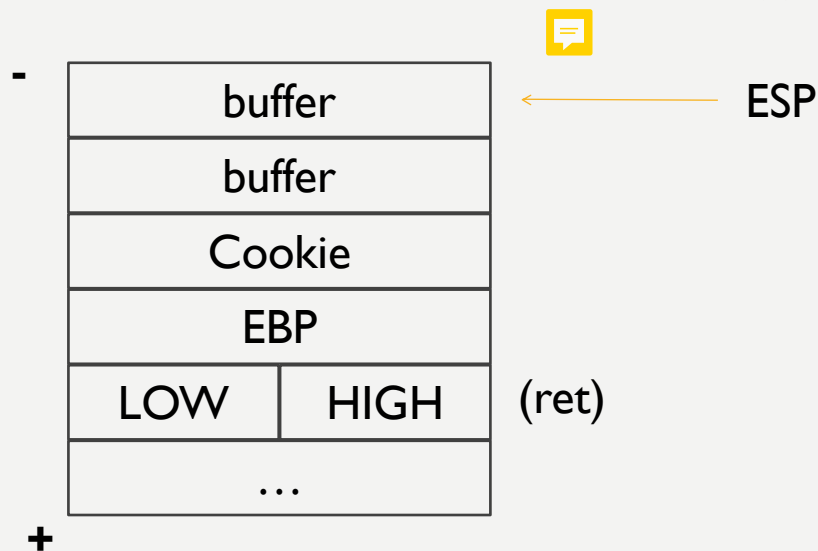 -
buffer
ESP
buffer
Cookie
EBP
LOW HIGH (ret)
...
+